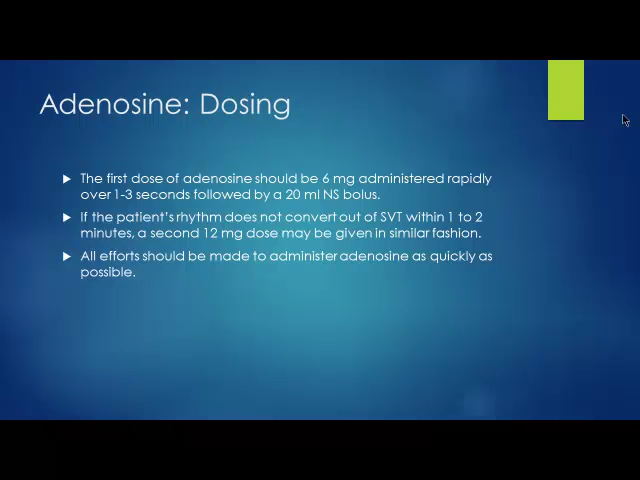 Adenosine: Dosing
The first dose of adenosine should be 6 mg administered rapidly
over 1-3 seconds followed by a 20 ml NS bolus.
If the patient's rhythm does not convert out of SVT within 1 to 2
minutes, a second 12 mg dose may be given in similar fashion.
All efforts should be made to administer adenosine as quickly as
possible.